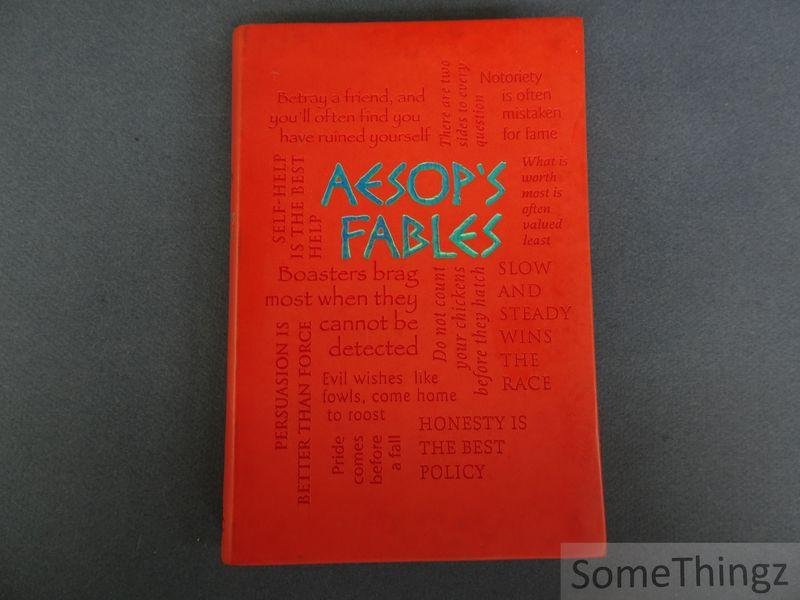 Betray a friend, and
you'll often find you
have ruined yourself
There are two
sides to every
question
Notoriety
is often
mistaken
for fame
SELF-HELP
IS THE BEST
HELP
AESOP'S
FABLES
What is
worth
most is
often
valued
least
Boasters brag
most when they
cannot be
detected
Do not count
your chickens
before they hatch
SLOW
AND
STEADY
WINS
THE
RACE
PERSUASION IS
BETTER THAN FORCE
Evil wishes like
fowls, come home
to roost
Pride
comes
before
a fall
HONESTY IS
THE BEST
POLICY
SomeThingz